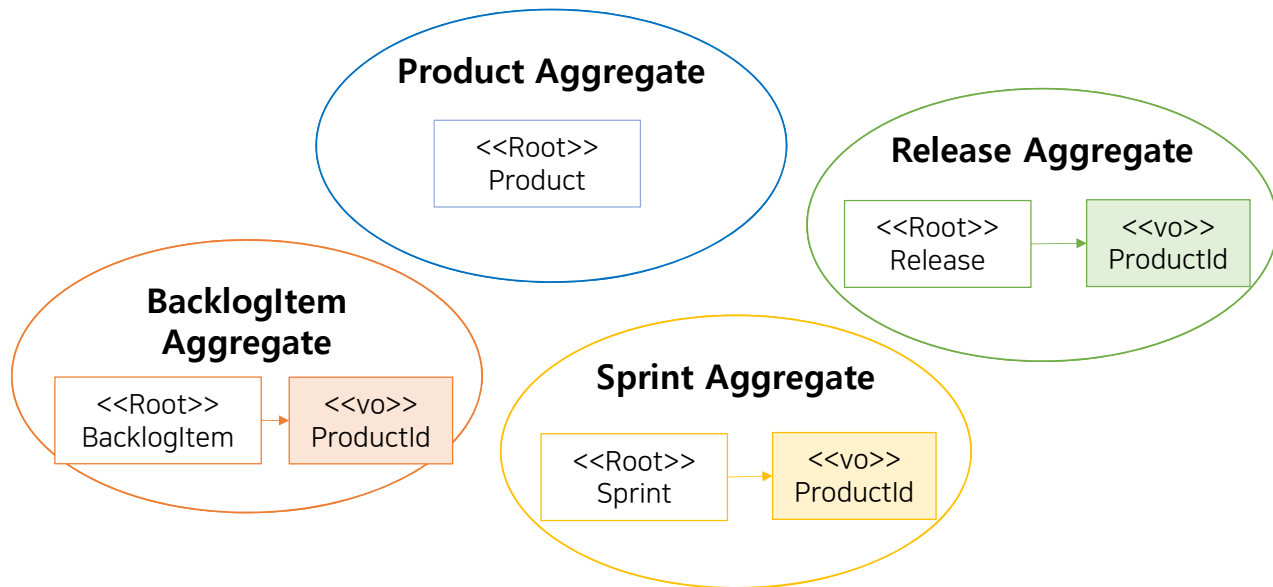 Product Aggregate
<<Root>>
Product
Release Aggregate
<<Root>>
Release
<<vo>>
ProductId
BacklogItem
Aggregate
<<Root>>
BacklogItem
<<vo>>
ProductId
Sprint Aggregate
<<Root>>
Sprint
<<vo>>
ProductId